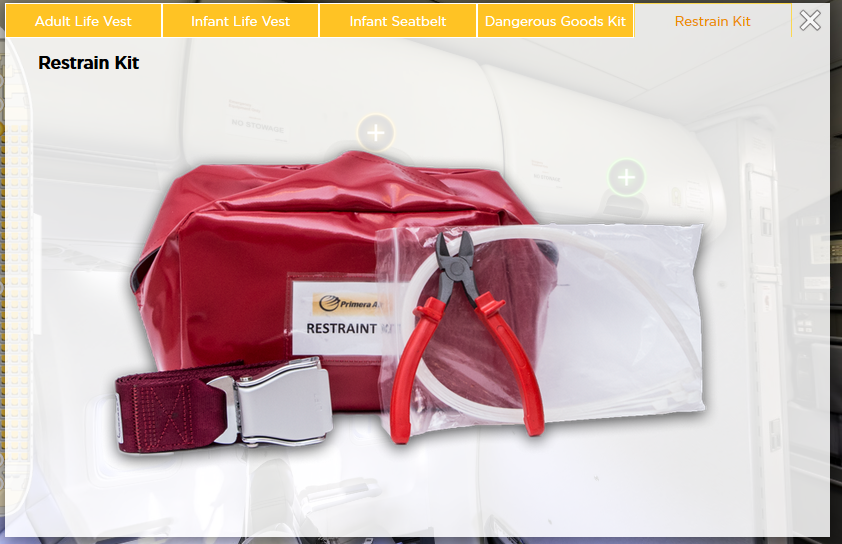 Adult Life Vest
Infant Life Vest
Infant Seatbelt
Dangerous Goods Kit
Restrain Kit
Restrain Kit
NO STOWAGE
Primera Air
RESTRAINT KIT